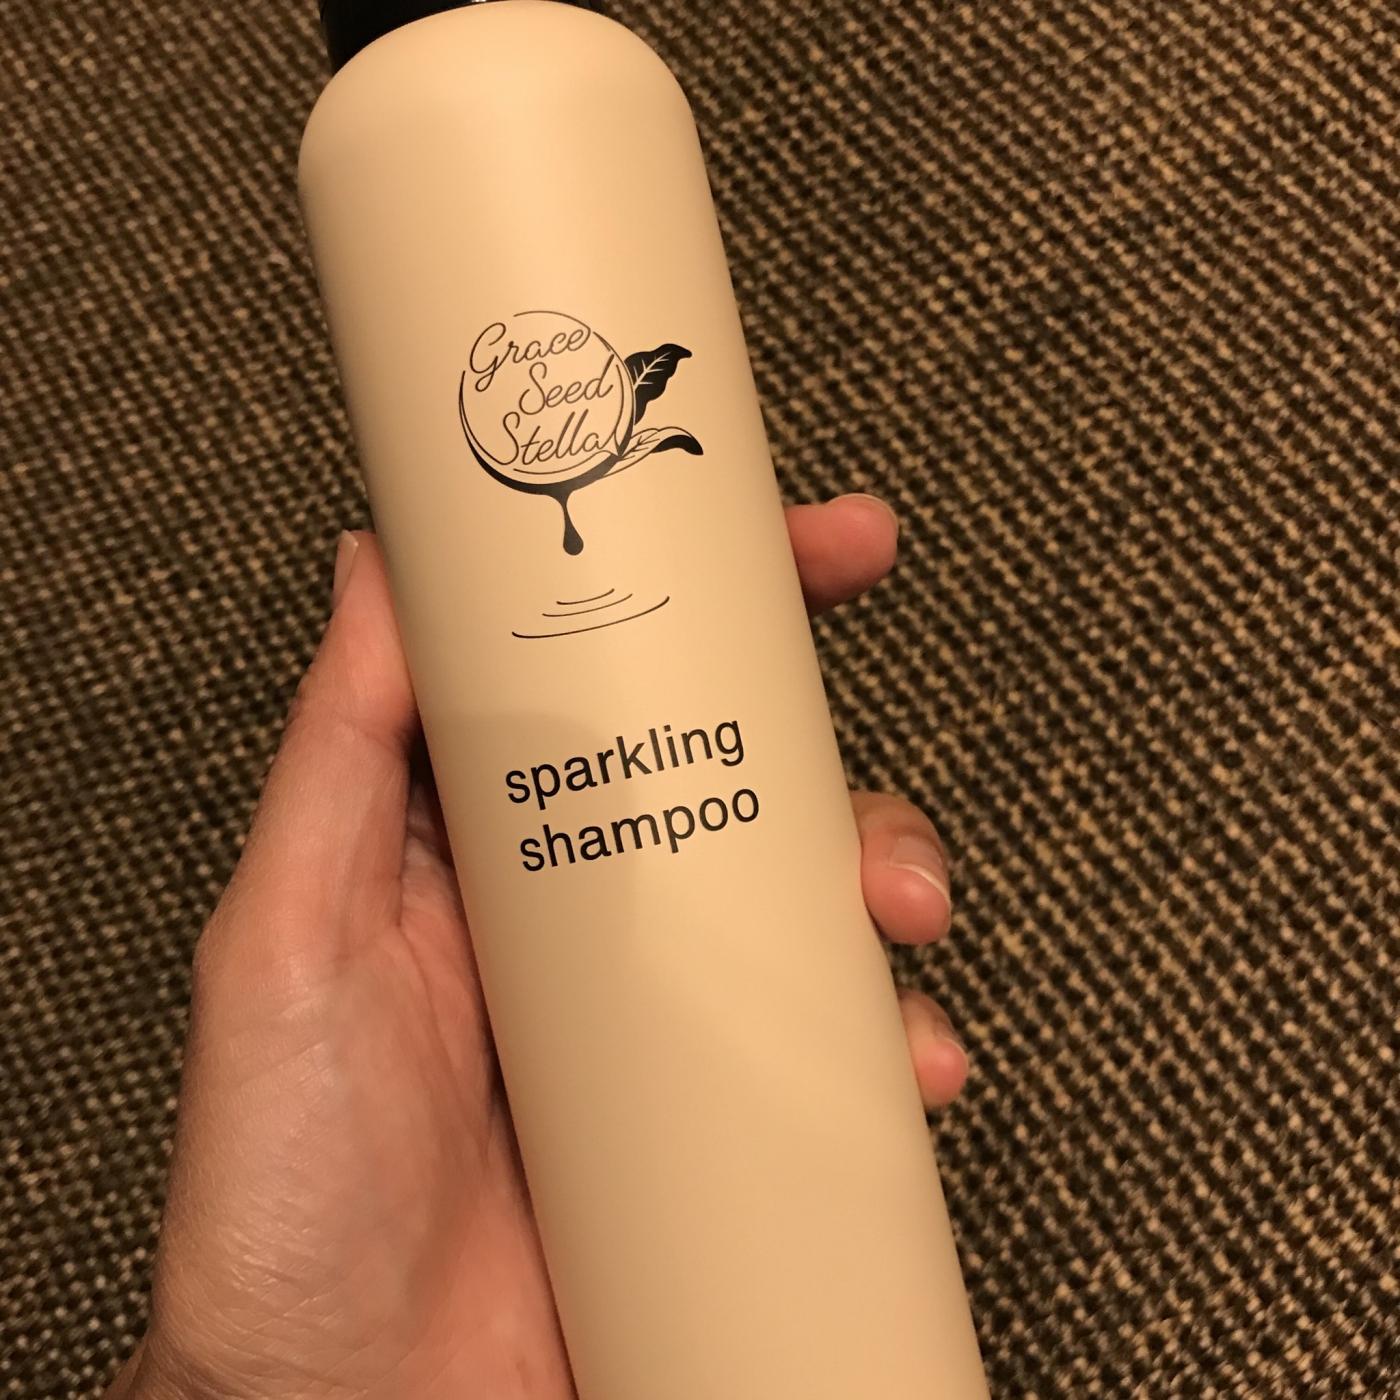 Grace
Seed
Stella
sparkling
shampoo